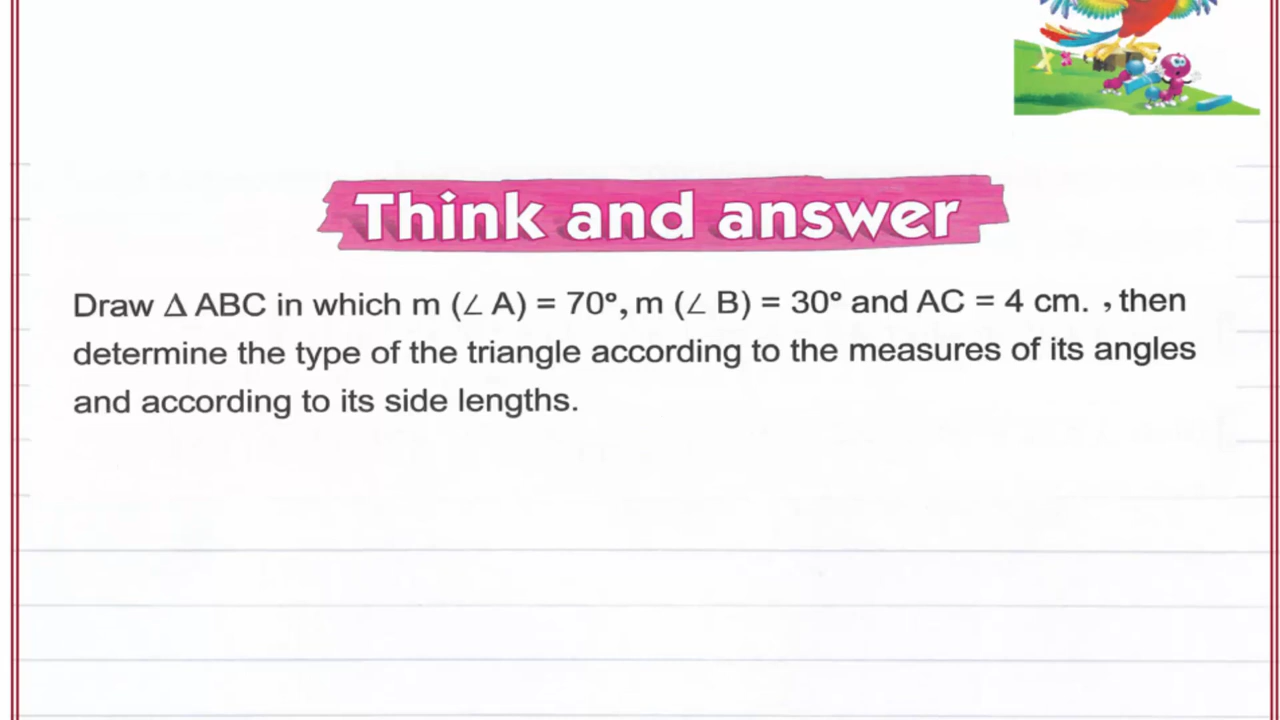 Think and answer
Draw Δ ABC in which m (∠ A) = 70°, m (∠ B) = 30° and AC = 4 cm. , then
determine the type of the triangle according to the measures of its angles
and according to its side lengths.